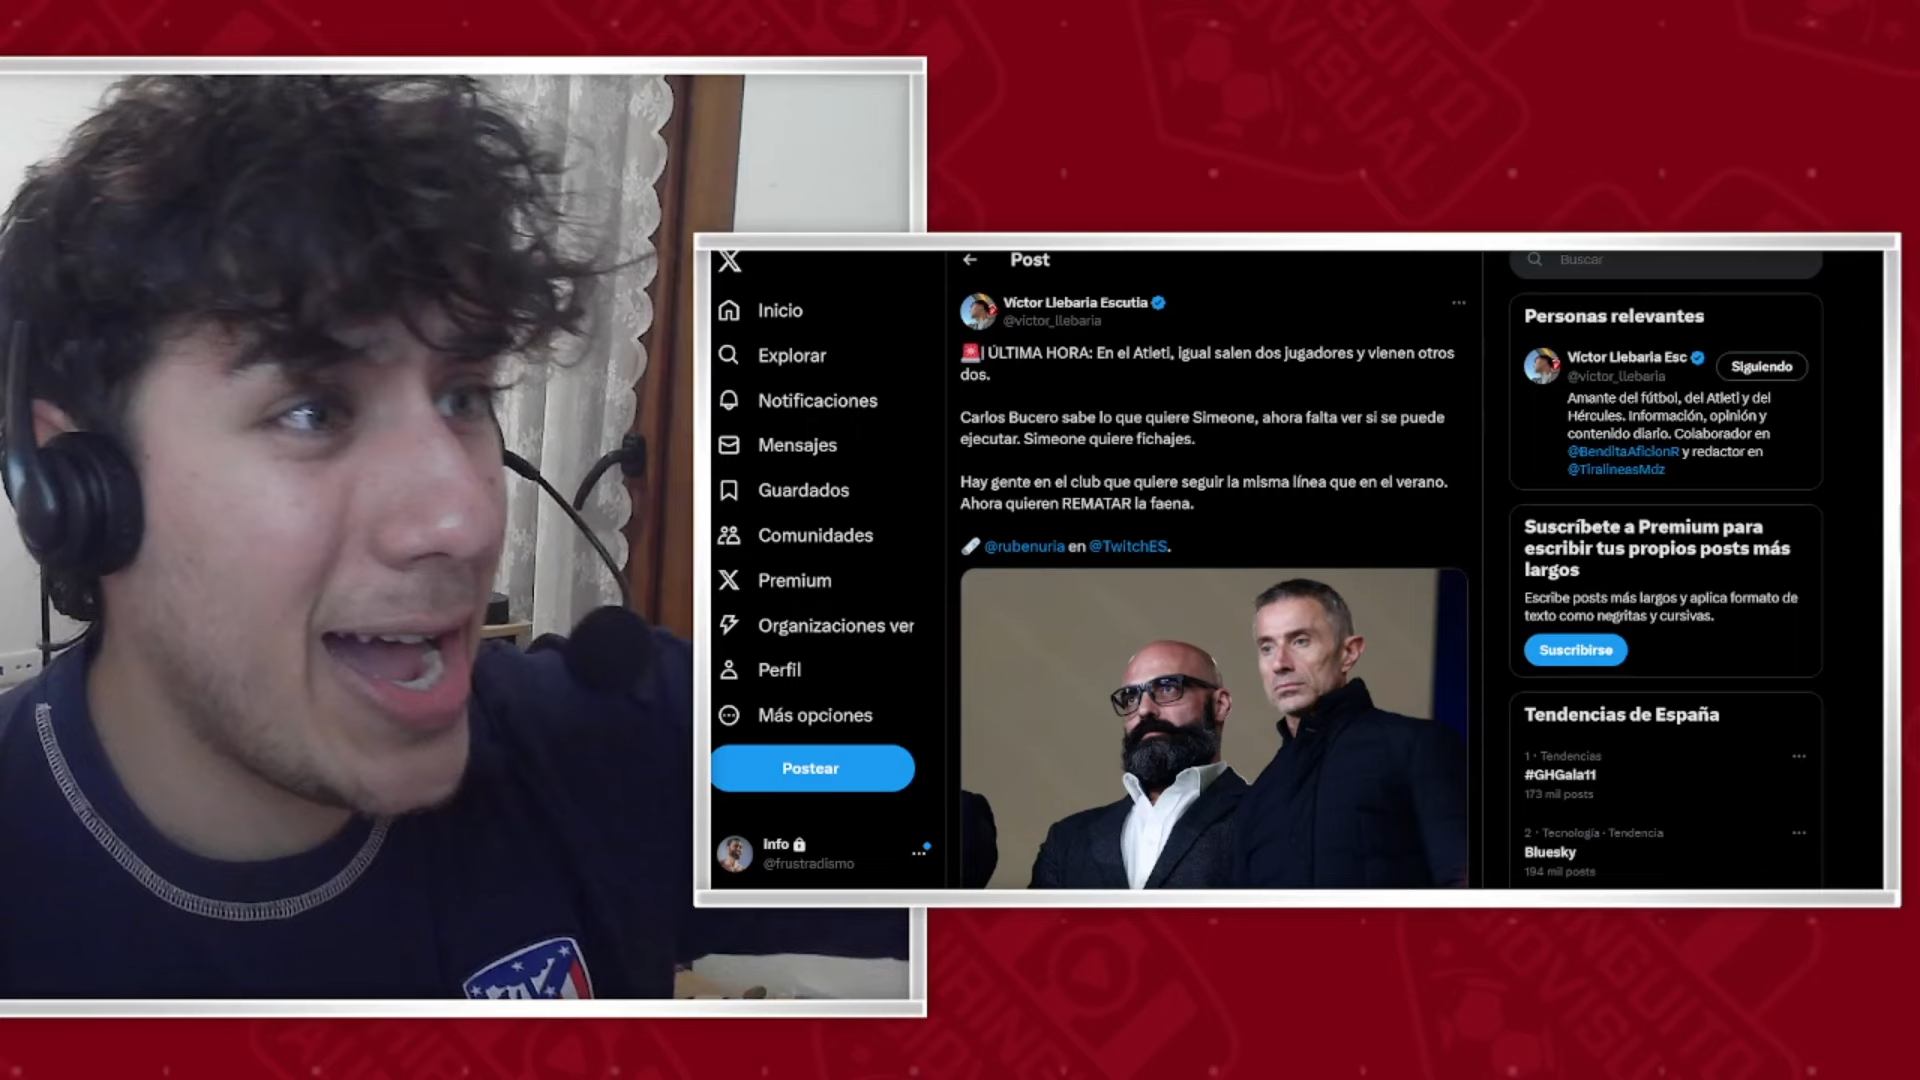 Inicio
Explorar
Notificaciones
Mensajes
Guardados
Comunidades
Premium
Organizaciones ver
Perfil
Más opciones
Postear
Info
@frustradismo
Post
Víctor Llebaria Escutia
@victor_llebaria
🚨| ÚLTIMA HORA: En el Atleti, igual salen dos jugadores y vienen otros
dos.
Carlos Bucero sabe lo que quiere Simeone, ahora falta ver si se puede
ejecutar. Simeone quiere fichajes.
Hay gente en el club que quiere seguir la misma línea que en el verano.
Ahora quieren REMATAR la faena.
@rubenuria en @TwitchES.
Buscar
Personas relevantes
Víctor Llebaria Esc
@victor_llebaria
Siguiendo
Amante del fútbol, del Atleti y del
Hércules. Información, opinión y
contenido diario. Colaborador en
@BenditaAficionR y redactor en
@TiralineasMdz
Suscríbete a Premium para
escribir tus propios posts más
largos
Escribe posts más largos y aplica formato de
texto como negritas y cursivas.
Suscribirse
Tendencias de España
1 · Tendencias
#GHGala11
173 mil posts
2 · Tecnología · Tendencia
Bluesky
194 mil posts